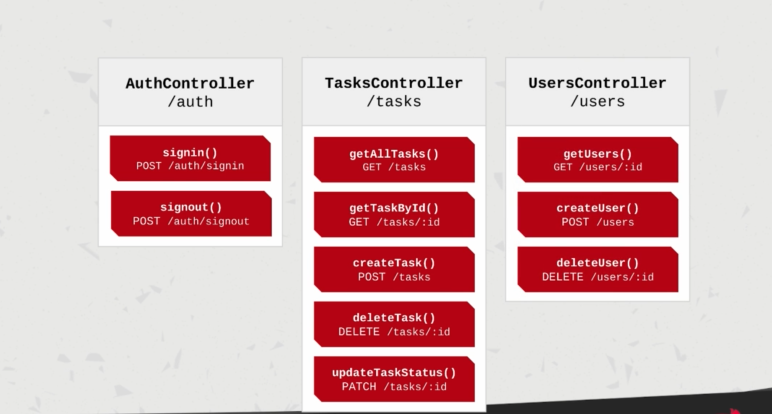 AuthController
/auth
signin()
POST /auth/signin
signout()
POST /auth/signout
TasksController
/tasks
getAllTasks()
GET /tasks
getTaskById()
GET /tasks/:id
createTask()
POST /tasks
deleteTask()
DELETE /tasks/:id
updateTaskStatus()
PATCH /tasks/:id
UsersController
/users
getUsers()
GET /users/:id
createUser()
POST /users
deleteUser()
DELETE /users/:id